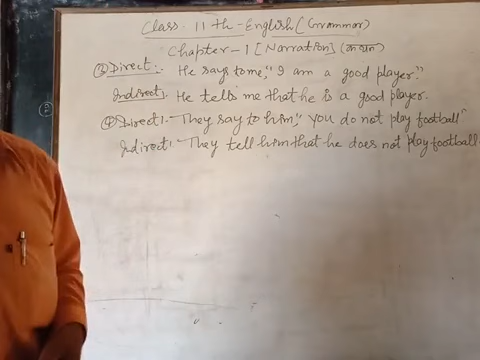 Class. 11th-English (Grammar)
Chapter-1 [Narration] (कथन)
③ Direct:- He says to me, "I am a good player."
Indirect:- He tells me that he is a good player.
④ Direct:- They say to him, "you do not play football"
Indirect:- They tell him that he does not play football